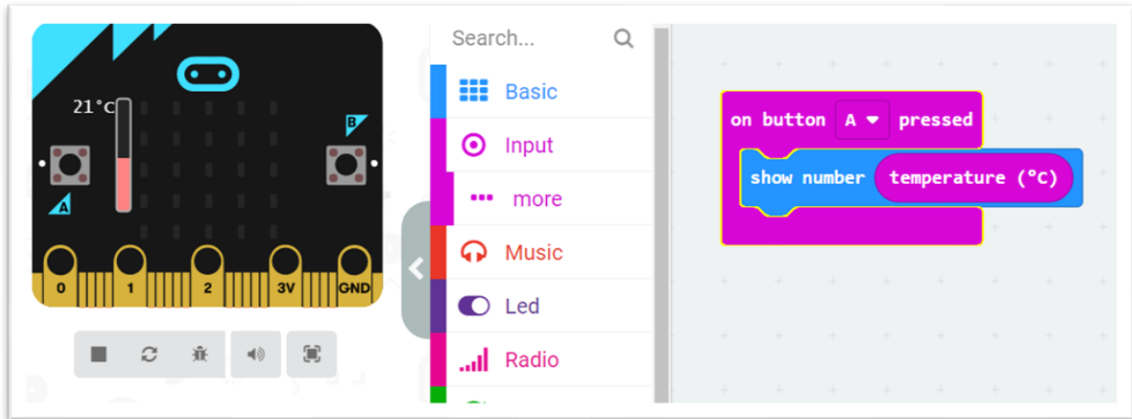 21°C
B
A
0 1 2 3V GND
Search...
Basic
Input
more
Music
Led
Radio
on button A pressed
show number temperature (°C)